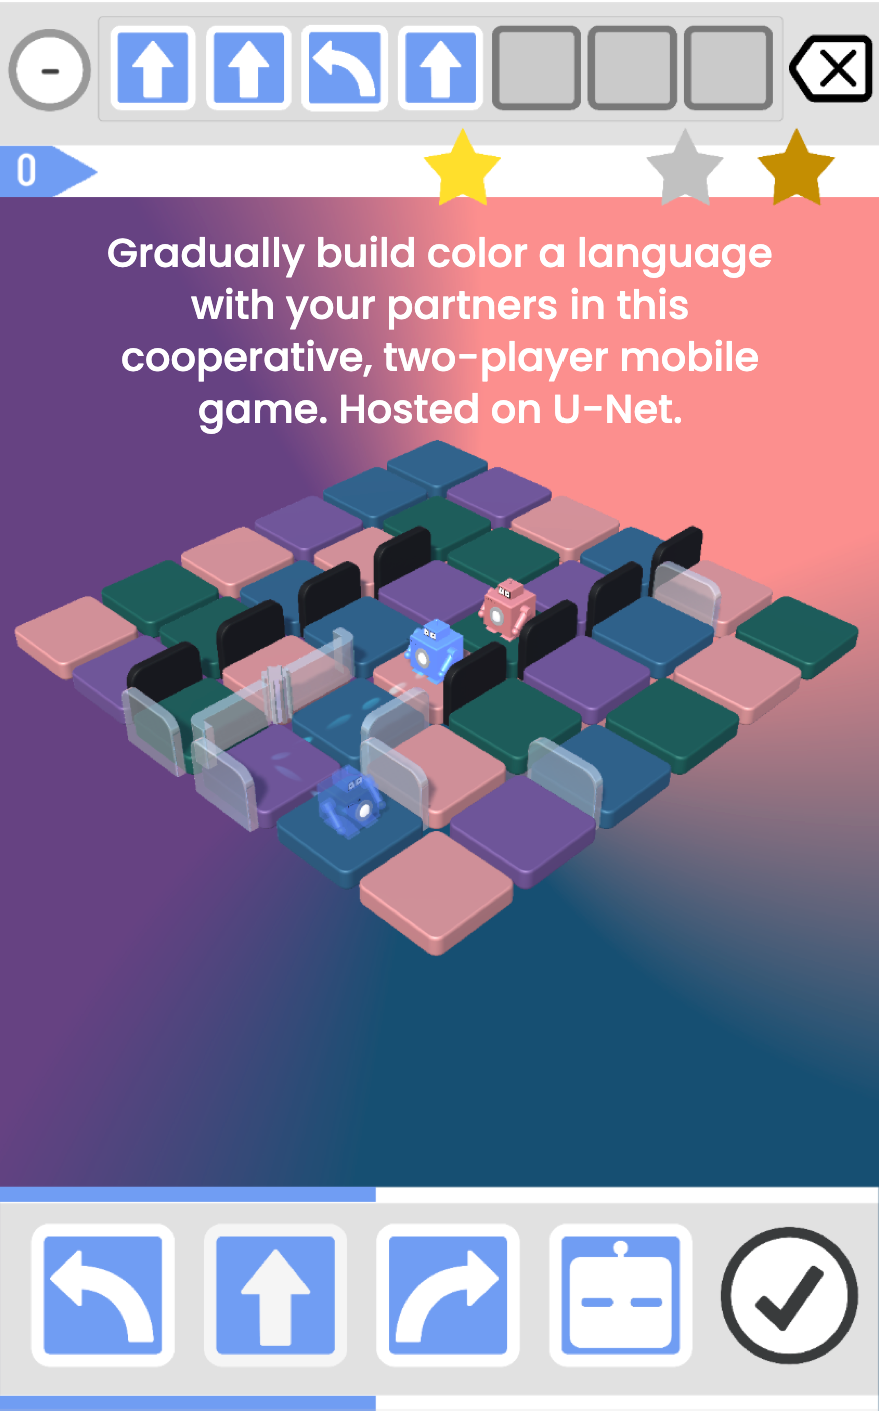 -
0
Gradually build color a language
with your partners in this
cooperative, two-player mobile
game. Hosted on U-Net.